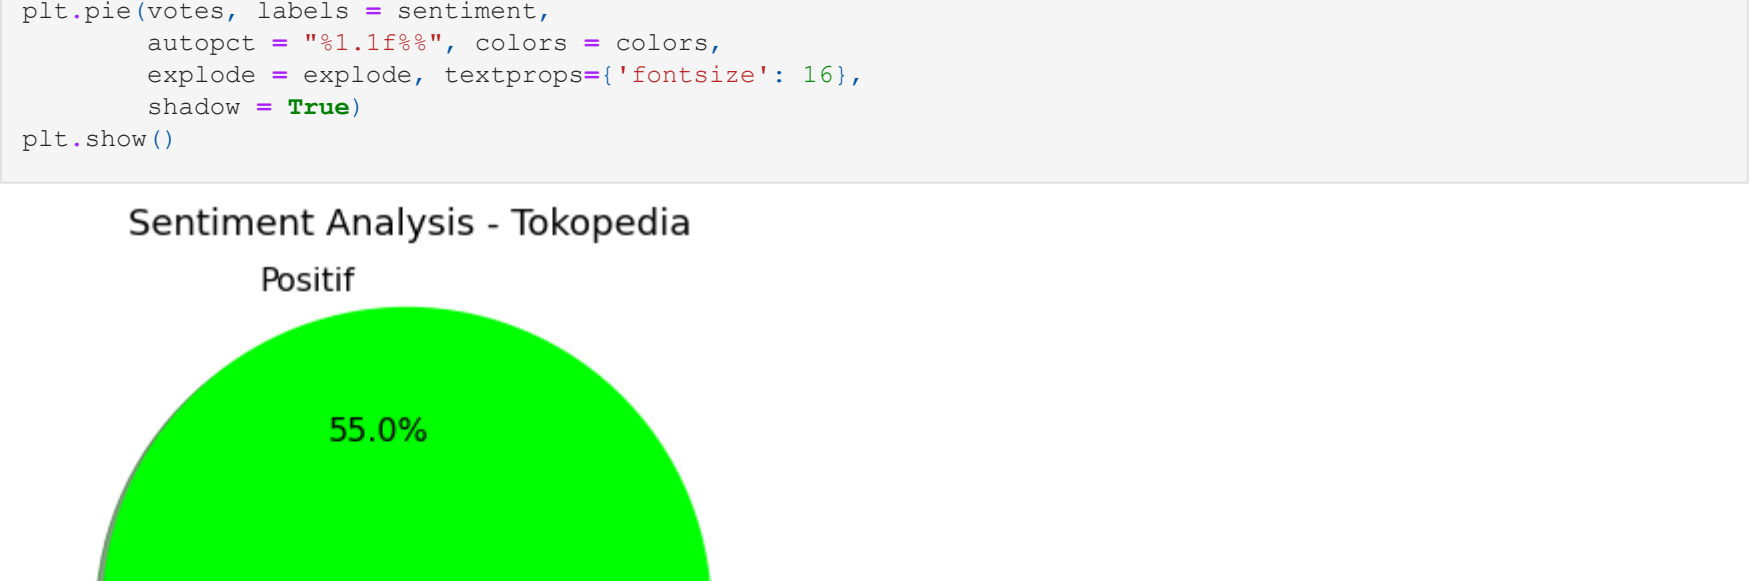 plt.pie(votes, labels = sentiment,
        autopct = "%1.1f%%", colors = colors,
        explode = explode, textprops={'fontsize': 16},
        shadow = True)
plt.show()
Sentiment Analysis - Tokopedia
Positif
55.0%